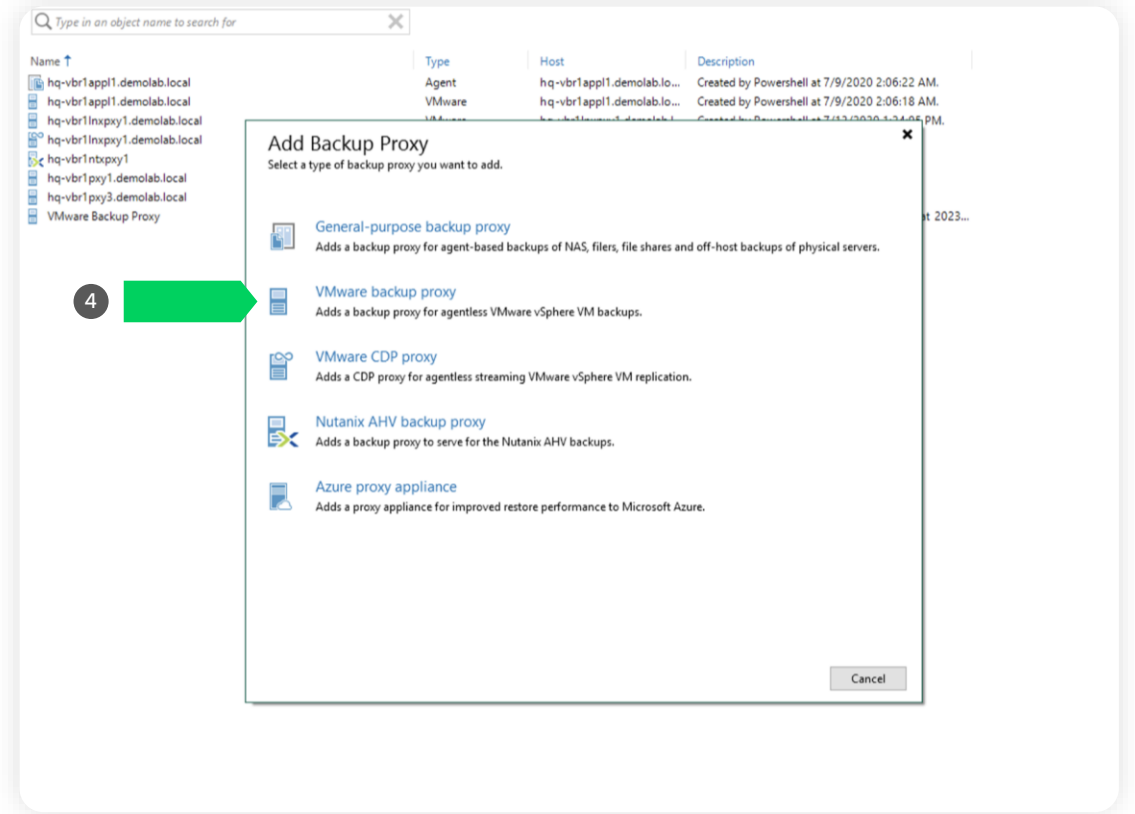 Type in an object name to search for
Name Type Host Description
hq-vbr1appl1.demolab.local Agent hq-vbr1appl1.demolab.lo... Created by Powershell at 7/9/2020 2:06:22 AM.
hq-vbr1appl1.demolab.local VMware hq-vbr1appl1.demolab.lo... Created by Powershell at 7/9/2020 2:06:18 AM.
hq-vbr1lnxpxy1.demolab.local PM.
hq-vbr1lnxpxy1.demolab.local
hq-vbr1ntxpxy1
hq-vbr1pxy1.demolab.local
hq-vbr1pxy3.demolab.local
VMware Backup Proxy at 2023...
Add Backup Proxy
Select a type of backup proxy you want to add.
General-purpose backup proxy
Adds a backup proxy for agent-based backups of NAS, filers, file shares and off-host backups of physical servers.
4
VMware backup proxy
Adds a backup proxy for agentless VMware vSphere VM backups.
VMware CDP proxy
Adds a CDP proxy for agentless streaming VMware vSphere VM replication.
Nutanix AHV backup proxy
Adds a backup proxy to serve for the Nutanix AHV backups.
Azure proxy appliance
Adds a proxy appliance for improved restore performance to Microsoft Azure.
Cancel